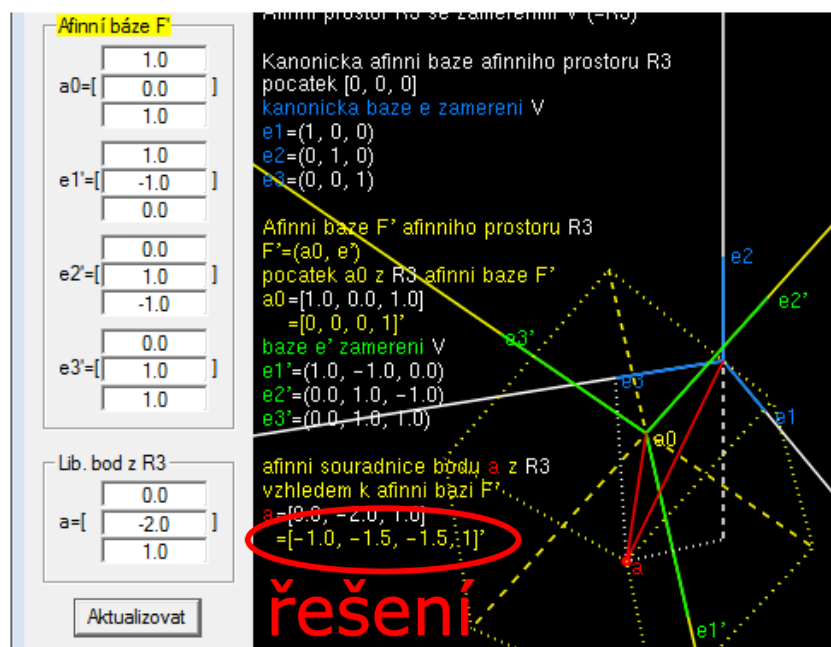 Afinní báze F'
1.0
a0=[ 0.0 ]
1.0
1.0
e1'=[ -1.0 ]
0.0
0.0
e2'=[ 1.0 ]
-1.0
0.0
e3'=[ 1.0 ]
1.0
Lib. bod z R3
0.0
a=[ -2.0 ]
1.0
Aktualizovat
Afinni prostor R3 se zamerenim V (=R3)
Kanonicka afinni baze afinniho prostoru R3
pocatek [0, 0, 0]
kanonicka baze e zamereni V
e1=(1, 0, 0)
e2=(0, 1, 0)
e3=(0, 0, 1)
Afinni baze F' afinniho prostoru R3
F'=(a0, e')
pocatek a0 z R3 afinni baze F'
a0=[1.0, 0.0, 1.0]
=[0, 0, 0, 1]'
baze e' zamereni V
e1'=(1.0, -1.0, 0.0)
e2'=(0.0, 1.0, -1.0)
e3'=(0.0, 1.0, 1.0)
afinni souradnice bodu a z R3
vzhledem k afinni bazi F'
a=[0.0, -2.0, 1.0]
=[-1.0, -1.5, -1.5, 1]'
řešení
e2
e2'
e3'
e3
e1
a0
a
e1'